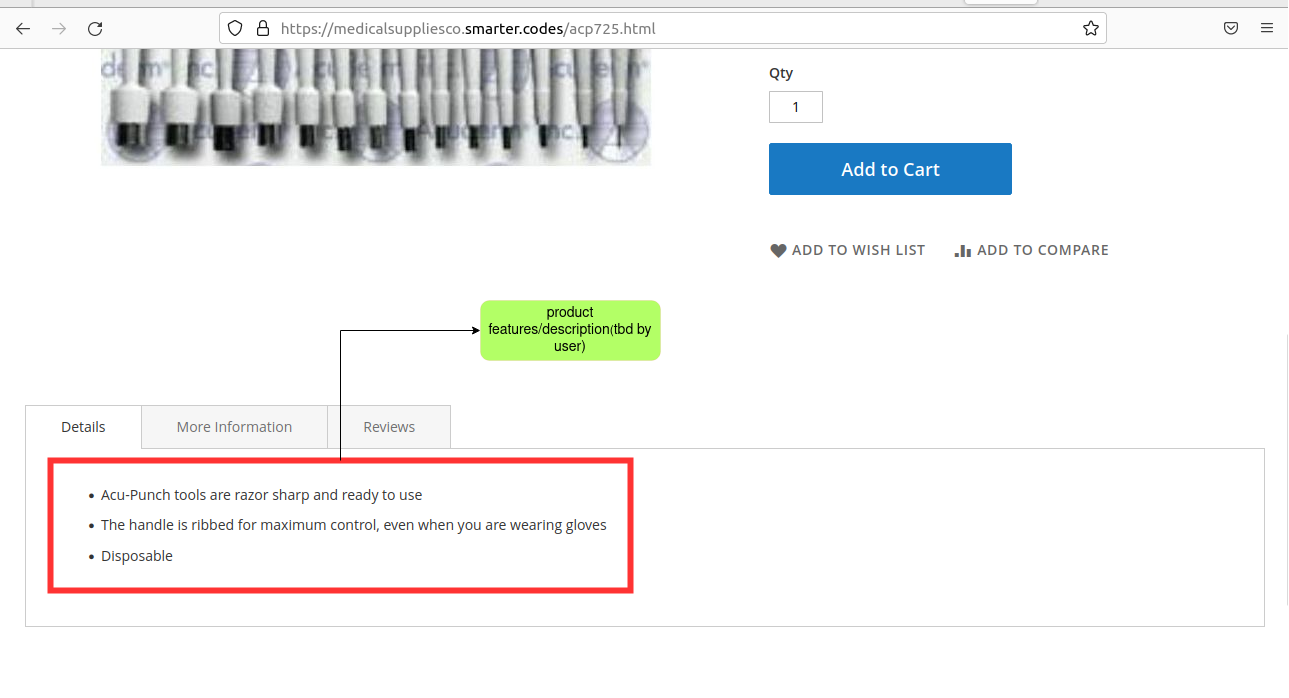 https://medicalsuppliesco.smarter.codes/acp725.html
Qty
1
Add to Cart
ADD TO WISH LIST
ADD TO COMPARE
product
features/description(tbd by
user)
Details
More Information
Reviews
Acu-Punch tools are razor sharp and ready to use
The handle is ribbed for maximum control, even when you are wearing gloves
Disposable